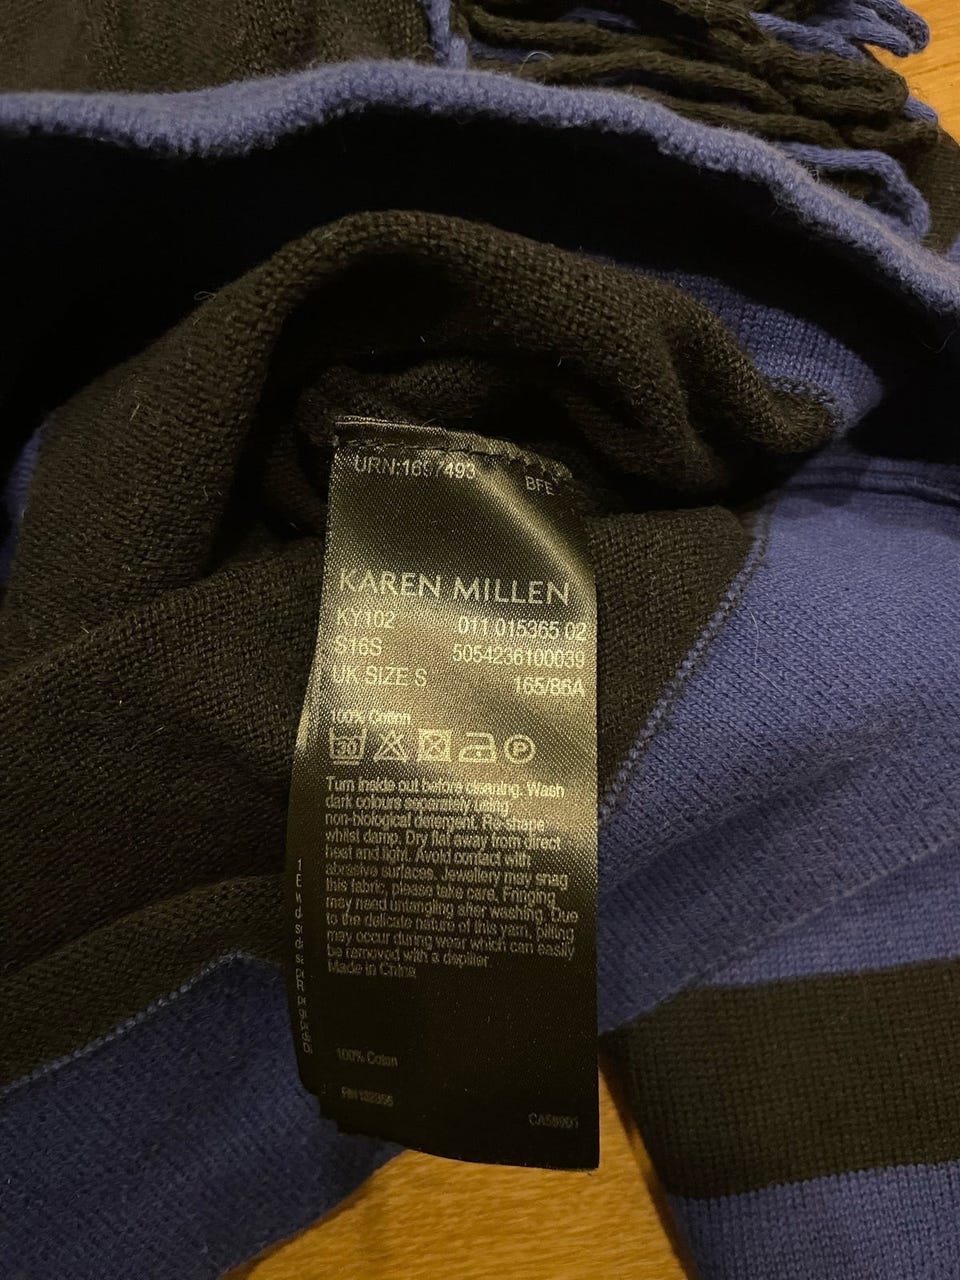 BFE
KAREN MILLEN
KY102 011 015365 02
S16S 5054236100039
UK SIZE S 165/86A
100% Cotton
30 P
Turn inside out before cleaning. Wash
dark colours separately using
non-biological detergent. Reshape
whilst damp. Dry flat away from direct
heat and light. Avoid contact with
abrasive surfaces. Jewellery may snag
this fabric, please take care. Fringing
may need untangling after washing. Due
to the delicate nature of this yarn, pilling
may occur during wear which can easily
be removed with a depiller.
Made in China
100% Coton